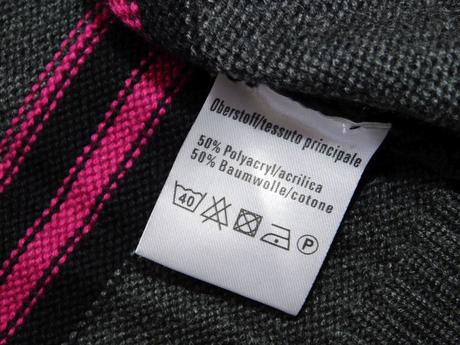 Oberstoff/tessuto principale
50% Polyacryl/acrilica
50% Baumwolle/cotone
40 P